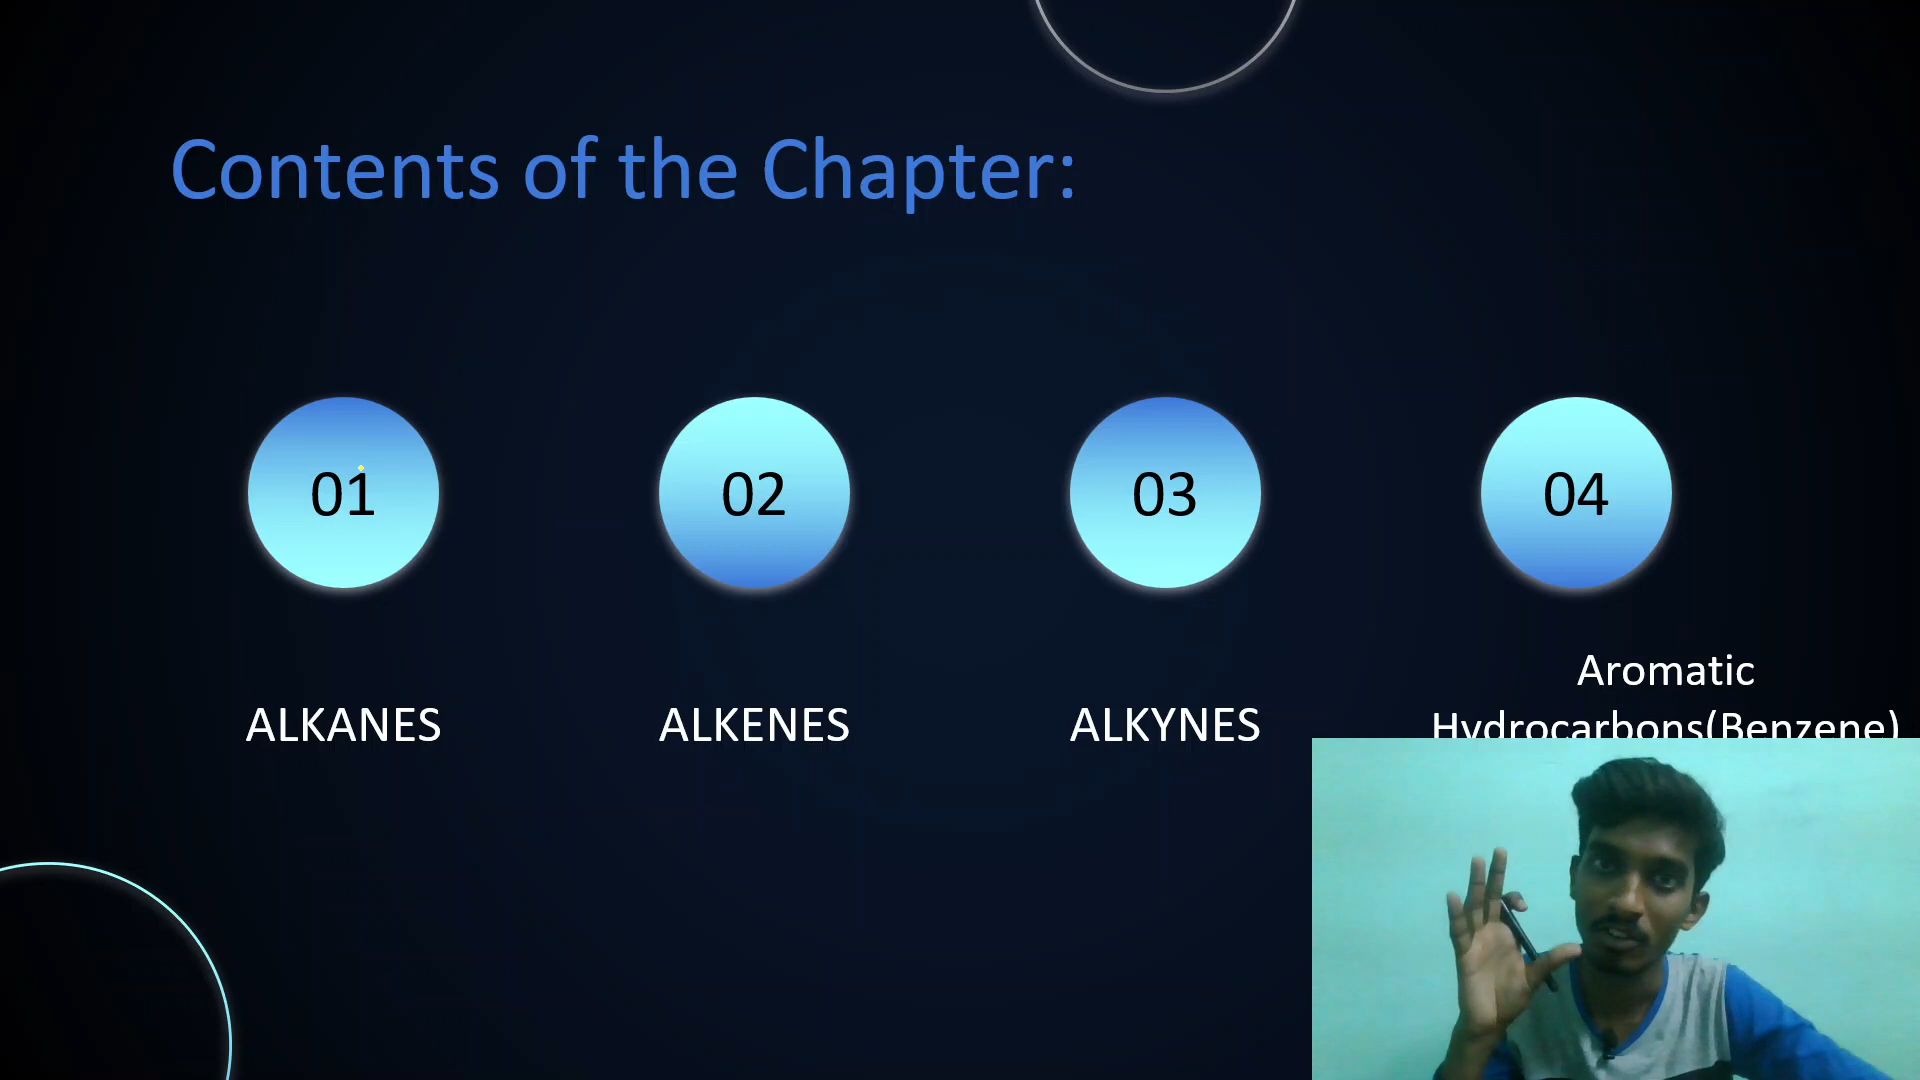 Contents of the Chapter:
01
02
03
04
ALKANES
ALKENES
ALKYNES
Aromatic
Hydrocarbons(Benzene)